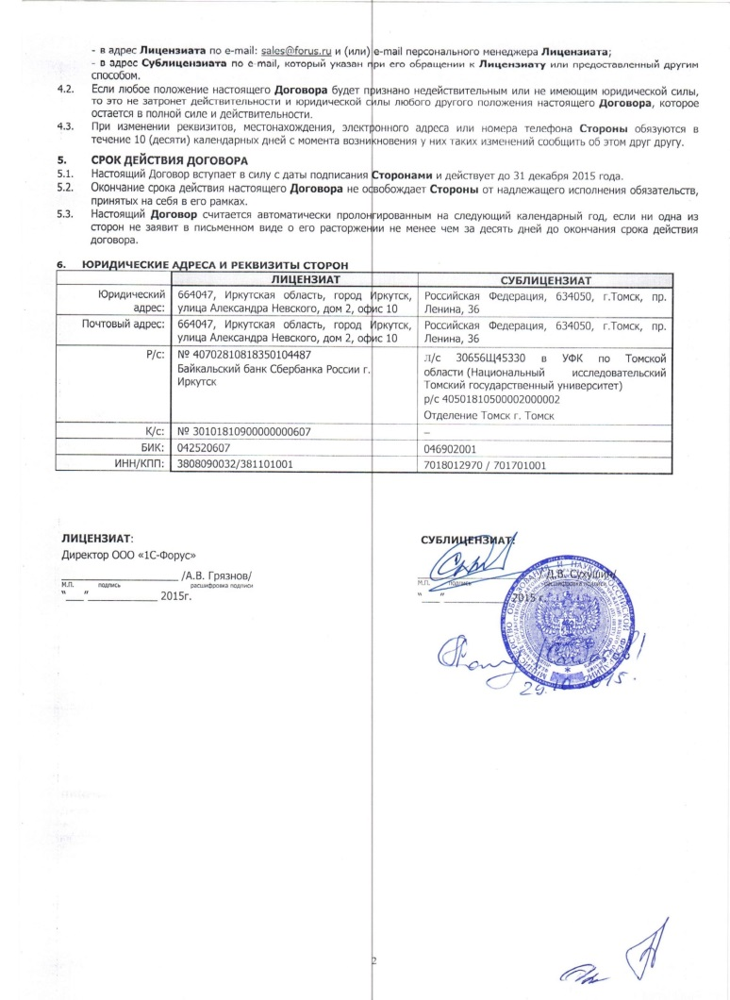 - в адрес Лицензиата по e-mail: sales@forus.ru и (или) e-mail персонального менеджера Лицензиата;
- в адрес Сублицензиата по e-mail, который указан при его обращении к Лицензиату или предоставленный другим
способом.
4.2. Если любое положение настоящего Договора будет признано недействительным или не имеющим юридической силы,
то это не затронет действительности и юридической силы любого другого положения настоящего Договора, которое
остается в полной силе и действительности.
4.3. При изменении реквизитов, местонахождения, электронного адреса или номера телефона Стороны обязуются в
течение 10 (десяти) календарных дней с момента возникновения у них таких изменений сообщить об этом друг другу.
5. СРОК ДЕЙСТВИЯ ДОГОВОРА
5.1. Настоящий Договор вступает в силу с даты подписания Сторонами и действует до 31 декабря 2015 года.
5.2. Окончание срока действия настоящего Договора не освобождает Стороны от надлежащего исполнения обязательств,
принятых на себя в его рамках.
5.3. Настоящий Договор считается автоматически пролонгированным на следующий календарный год, если ни одна из
сторон не заявит в письменном виде о его расторжении не менее чем за десять дней до окончания срока действия
договора.
6. ЮРИДИЧЕСКИЕ АДРЕСА И РЕКВИЗИТЫ СТОРОН
ЛИЦЕНЗИАТ СУБЛИЦЕНЗИАТ
Юридический 664047, Иркутская область, город Иркутск, Российская Федерация, 634050, г.Томск, пр.
адрес: улица Александра Невского, дом 2, офис 10 Ленина, 36
Почтовый адрес: 664047, Иркутская область, город Иркутск, Российская Федерация, 634050, г.Томск, пр.
улица Александра Невского, дом 2, офис 10 Ленина, 36
Р/с: № 40702810818350104487 л/с 30656Щ45330 в УФК по Томской
Байкальский банк Сбербанка России г. области (Национальный исследовательский
Иркутск Томский государственный университет)
р/с 40501810500002000002
Отделение Томск г. Томск
К/с: № 30101810900000000607 –
БИК: 042520607 046902001
ИНН/КПП: 3808090032/381101001 7018012970 / 701701001
ЛИЦЕНЗИАТ: СУБЛИЦЕНЗИАТ:
Директор ООО «1С-Форус»
____________________ /А.В. Грязнов/ /Д.В. Сухушин/
М.П. подпись расшифровка подписи М.П. подпись расшифровка подписи
"___" ____________ 2015г. "___" ____________ 2015 г.
МИНИСТЕРСТВО ОБРАЗОВАНИЯ И НАУКИ РОССИЙСКОЙ ФЕДЕРАЦИИ
29.10.
2